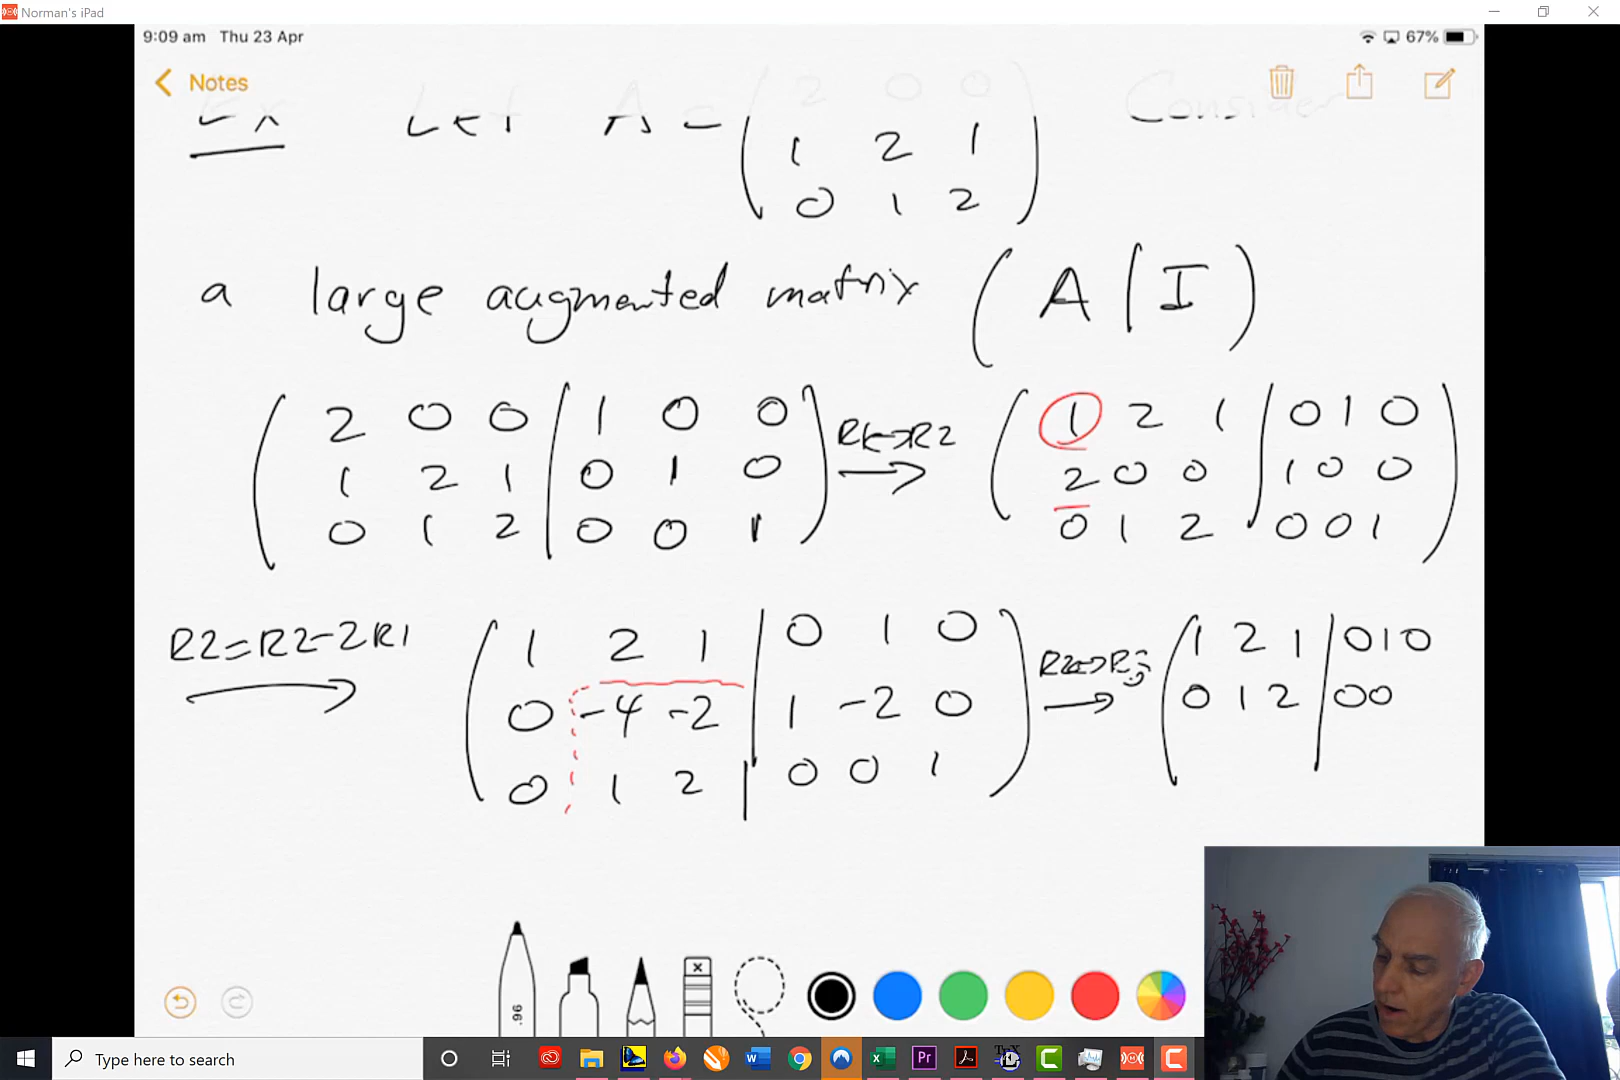 Norman's iPad
9:09 am Thu 23 Apr
67%
Notes
Ex Let A = ( 2 0 0 ) Consider
1 2 1
0 1 2
a large augmented matrix ( A | I )
( 2 0 0 | 1 0 0 ) R1<->R2 ( 1 2 1 | 0 1 0 )
1 2 1 | 0 1 0 → 2 0 0 | 1 0 0
0 1 2 | 0 0 1 0 1 2 | 0 0 1
R2=R2-2R1 ( 1 2 1 | 0 1 0 ) R2<->R3 ( 1 2 1 | 0 1 0
→ 0 -4 -2 | 1 -2 0 → 0 1 2 | 0 0
0 1 2 | 0 0 1
.96
Type here to search